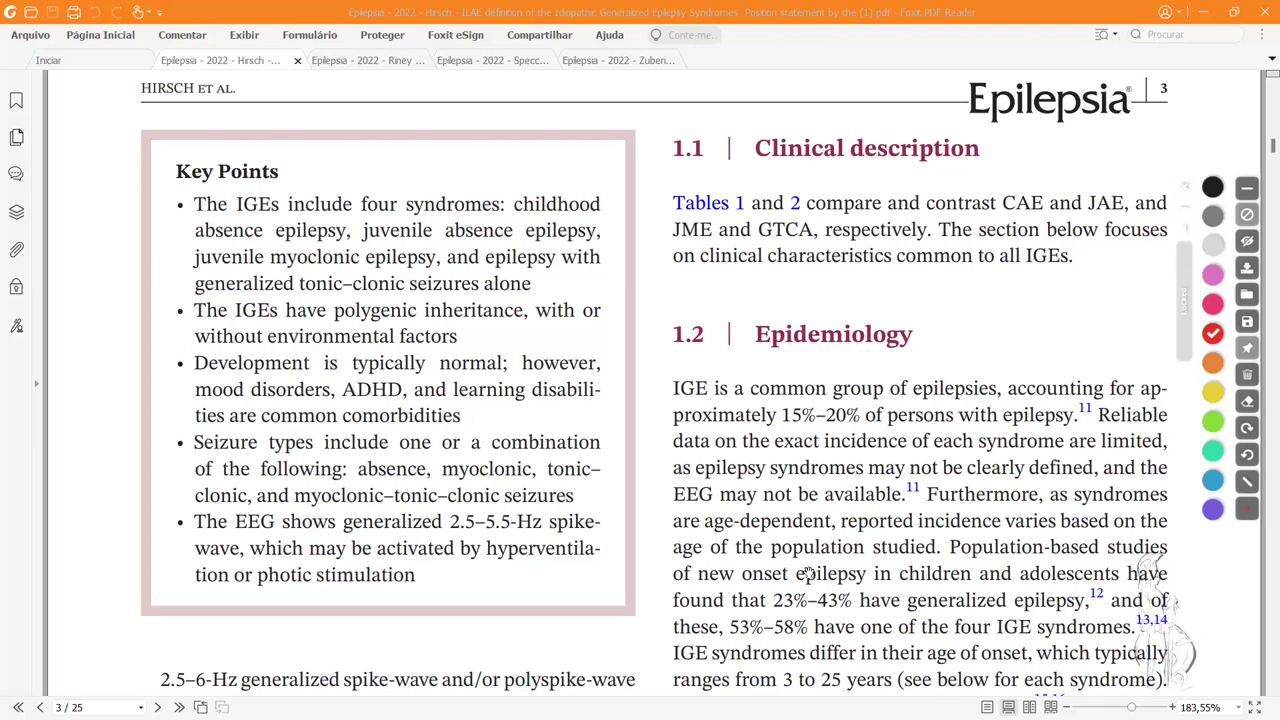 Epilepsia - 2022 - Hirsch - ILAE definition of the Idiopathic Generalized Epilepsy Syndromes Position statement by the (1).pdf - Foxit PDF Reader
Arquivo Página Inicial Comentar Exibir Formulário Proteger Foxit eSign Compartilhar Ajuda Conte-me... Procurar
Iniciar Epilepsia - 2022 - Hirsch -... Epilepsia - 2022 - Riney ... Epilepsia - 2022 - Specc... Epilepsia - 2022 - Zuberi...
HIRSCH ET AL.
Epilepsia® 3
Key Points
• The IGEs include four syndromes: childhood
absence epilepsy, juvenile absence epilepsy,
juvenile myoclonic epilepsy, and epilepsy with
generalized tonic–clonic seizures alone
• The IGEs have polygenic inheritance, with or
without environmental factors
• Development is typically normal; however,
mood disorders, ADHD, and learning disabili-
ties are common comorbidities
• Seizure types include one or a combination
of the following: absence, myoclonic, tonic–
clonic, and myoclonic–tonic–clonic seizures
• The EEG shows generalized 2.5–5.5-Hz spike-
wave, which may be activated by hyperventila-
tion or photic stimulation
2.5–6-Hz generalized spike-wave and/or polyspike-wave
1.1 | Clinical description
Tables 1 and 2 compare and contrast CAE and JAE, and
JME and GTCA, respectively. The section below focuses
on clinical characteristics common to all IGEs.
1.2 | Epidemiology
IGE is a common group of epilepsies, accounting for ap-
proximately 15%–20% of persons with epilepsy.11 Reliable
data on the exact incidence of each syndrome are limited,
as epilepsy syndromes may not be clearly defined, and the
EEG may not be available.11 Furthermore, as syndromes
are age-dependent, reported incidence varies based on the
age of the population studied. Population-based studies
of new onset epilepsy in children and adolescents have
found that 23%–43% have generalized epilepsy,12 and of
these, 53%–58% have one of the four IGE syndromes.13,14
IGE syndromes differ in their age of onset, which typically
ranges from 3 to 25 years (see below for each syndrome).
3 / 25
183,55%